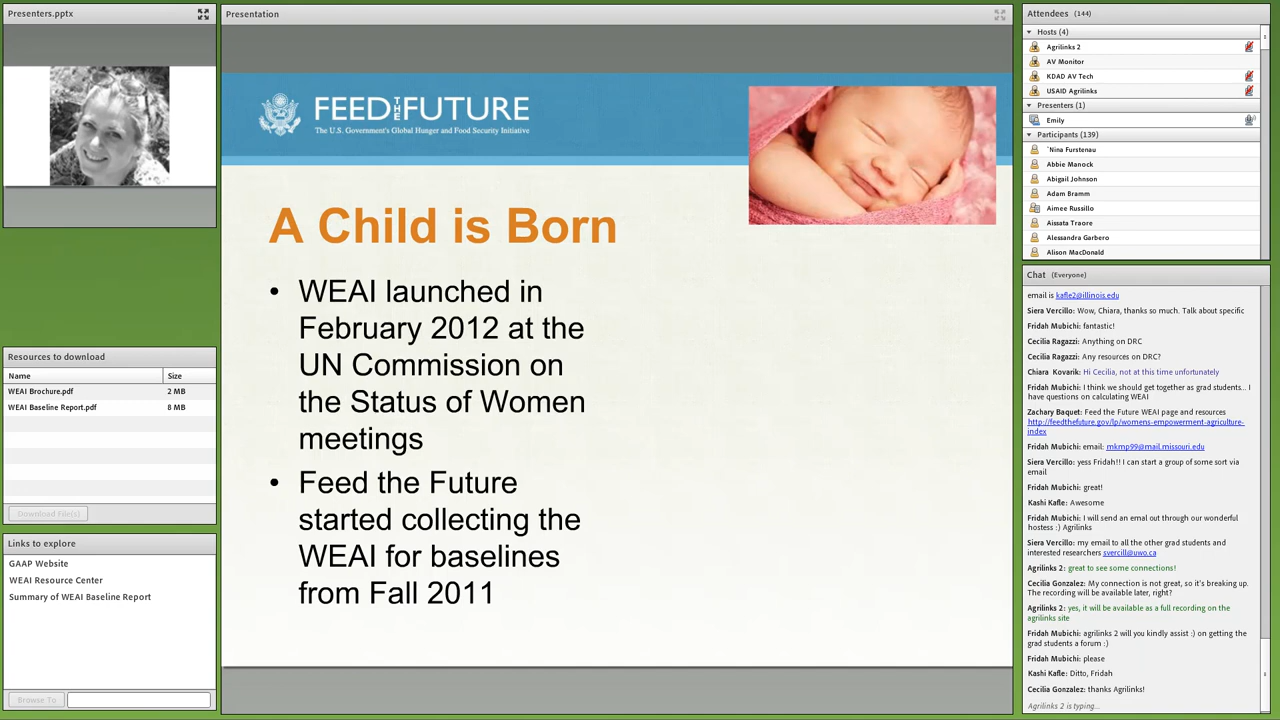 Presenters.pptx
Resources to download
Name Size
WEAI Brochure.pdf 2 MB
WEAI Baseline Report.pdf 8 MB
Download File(s)
Links to explore
GAAP Website
WEAI Resource Center
Summary of WEAI Baseline Report
Browse To
Presentation
FEED THE FUTURE
The U.S. Government's Global Hunger and Food Security Initiative
A Child is Born
• WEAI launched in
February 2012 at the
UN Commission on
the Status of Women
meetings
• Feed the Future
started collecting the
WEAI for baselines
from Fall 2011
Attendees (144)
Hosts (4)
Agrilinks 2
AV Monitor
KDAD AV Tech
USAID Agrilinks
Presenters (1)
Emily
Participants (139)
`Nina Furstenau
Abbie Manock
Abigail Johnson
Adam Bramm
Aimee Russillo
Aissata Traore
Alessandra Garbero
Alison MacDonald
Chat (Everyone)
email is kafle2@illinois.edu
Siera Vercillo: Wow, Chiara, thanks so much. Talk about specific
Fridah Mubichi: fantastic!
Cecilia Ragazzi: Anything on DRC
Cecilia Ragazzi: Any resources on DRC?
Chiara Kovarik: Hi Cecilia, not at this time unfortunately
Fridah Mubichi: I think we should get together as grad students... I
have questions on calculating WEAI
Zachary Baquet: Feed the Future WEAI page and resources
http://feedthefuture.gov/lp/womens-empowerment-agriculture-
index
Fridah Mubichi: email: mkmp99@mail.missouri.edu
Siera Vercillo: yess Fridah!! I can start a group of some sort via
email
Fridah Mubichi: great!
Kashi Kafle: Awesome
Fridah Mubichi: I will send an emal out through our wonderful
hostess :) Agrilinks
Siera Vercillo: my email to all the other grad students and
interested researchers svercill@uwo.ca
Agrilinks 2: great to see some connections!
Cecilia Gonzalez: My connection is not great, so it's breaking up.
The recording will be available later, right?
Agrilinks 2: yes, it will be available as a full recording on the
agrilinks site
Fridah Mubichi: agrilinks 2 will you kindly assist :) on getting the
grad students a forum :)
Fridah Mubichi: please
Kashi Kafle: Ditto, Fridah
Cecilia Gonzalez: thanks Agrilinks!
Agrilinks 2 is typing...